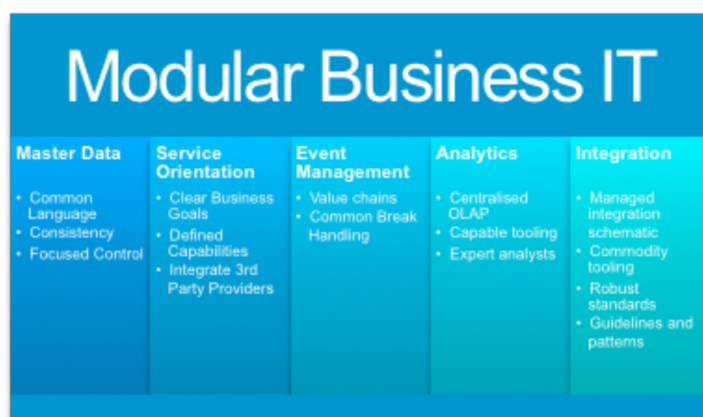 Modular Business IT
Master Data
• Common
Language
• Consistency
• Focused Control
Service
Orientation
• Clear Business
Goals
• Defined
Capabilities
• Integrate 3rd
Party Providers
Event
Management
• Value chains
• Common Break
Handling
Analytics
• Centralised
OLAP
• Capable tooling
• Expert analysts
Integration
• Managed
integration
schematic
• Commodity
tooling
• Robust
standards
• Guidelines and
patterns